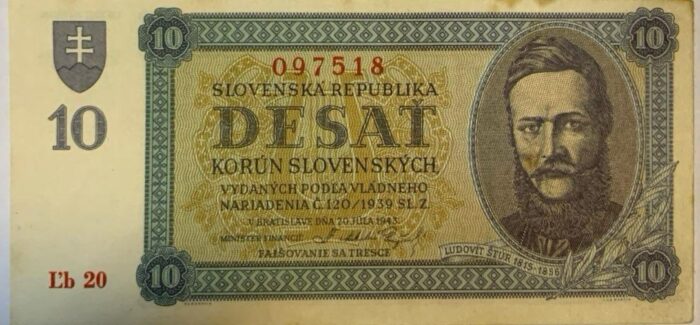 10
10
097518
SLOVENSKÁ REPUBLIKA
10
DESAŤ
KORÚN SLOVENSKÝCH
VYDANÝCH PODĽA VLÁDNEHO
NARIADENIA Č. 120/1939 SL. Z.
V BRATISLAVE DŇA 20. JÚLA 1943.
MINISTER FINANCIÍ:
FALŠOVANIE SA TRESCE
ĽUDOVÍT ŠTÚR 1815-1856
Ľb 20
10
10